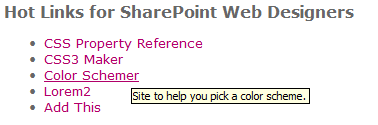 Hot Links for SharePoint Web Designers
CSS Property Reference
CSS3 Maker
Color Schemer
Lorem2
Site to help you pick a color scheme.
Add This